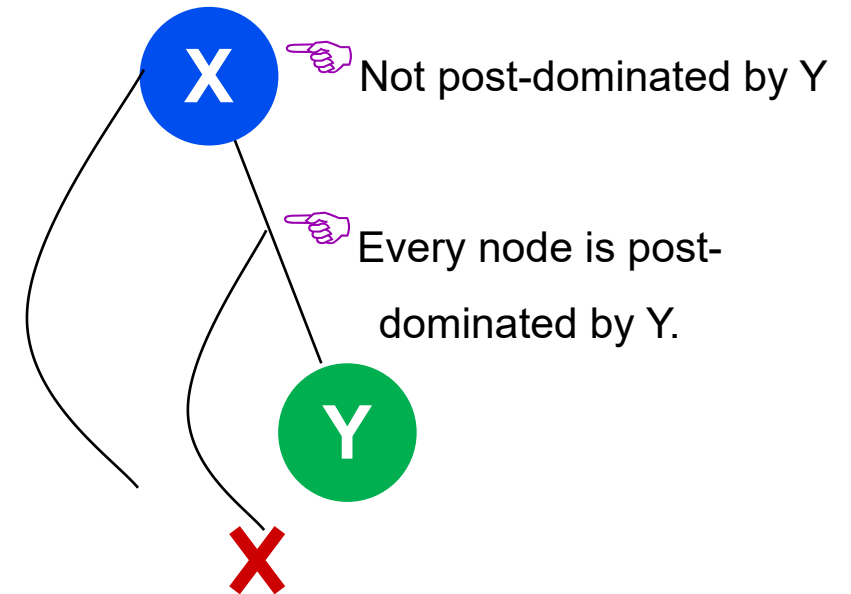 X
Not post-dominated by Y
Every node is post-
dominated by Y.
Y
X